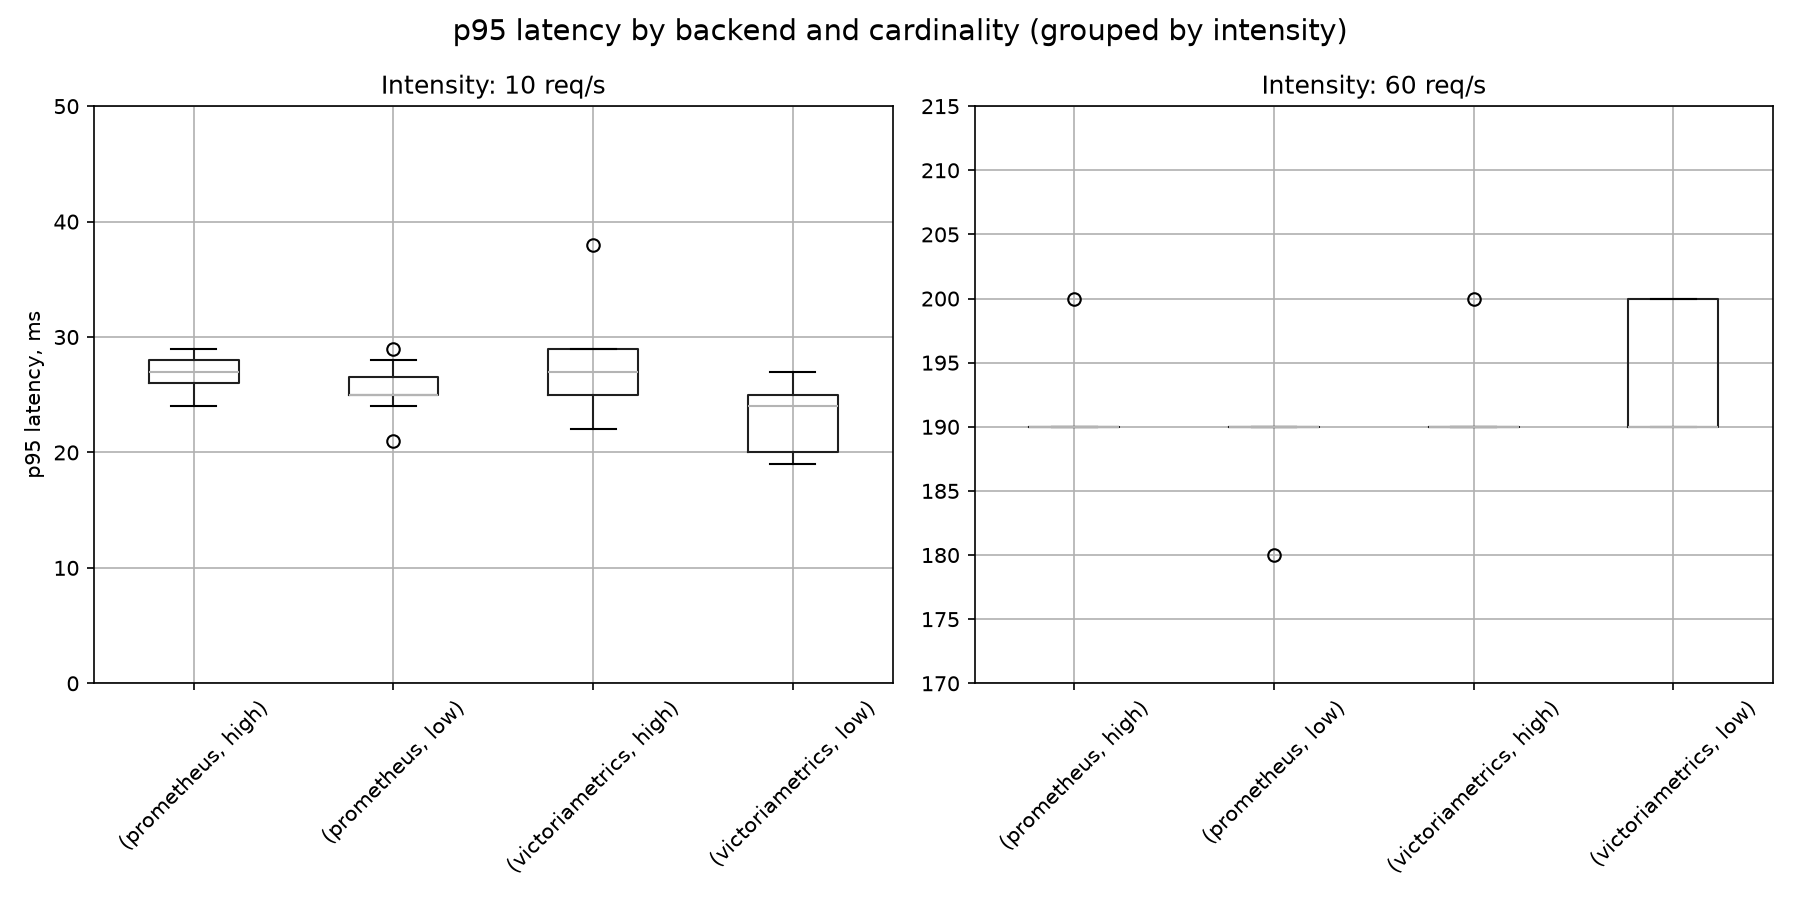 p95 latency by backend and cardinality (grouped by intensity)
Intensity: 10 req/s
p95 latency, ms
50
40
30
20
10
0
(prometheus, high)
(prometheus, low)
(victoriametrics, high)
(victoriametrics, low)
Intensity: 60 req/s
215
210
205
200
195
190
185
180
175
170
(prometheus, high)
(prometheus, low)
(victoriametrics, high)
(victoriametrics, low)